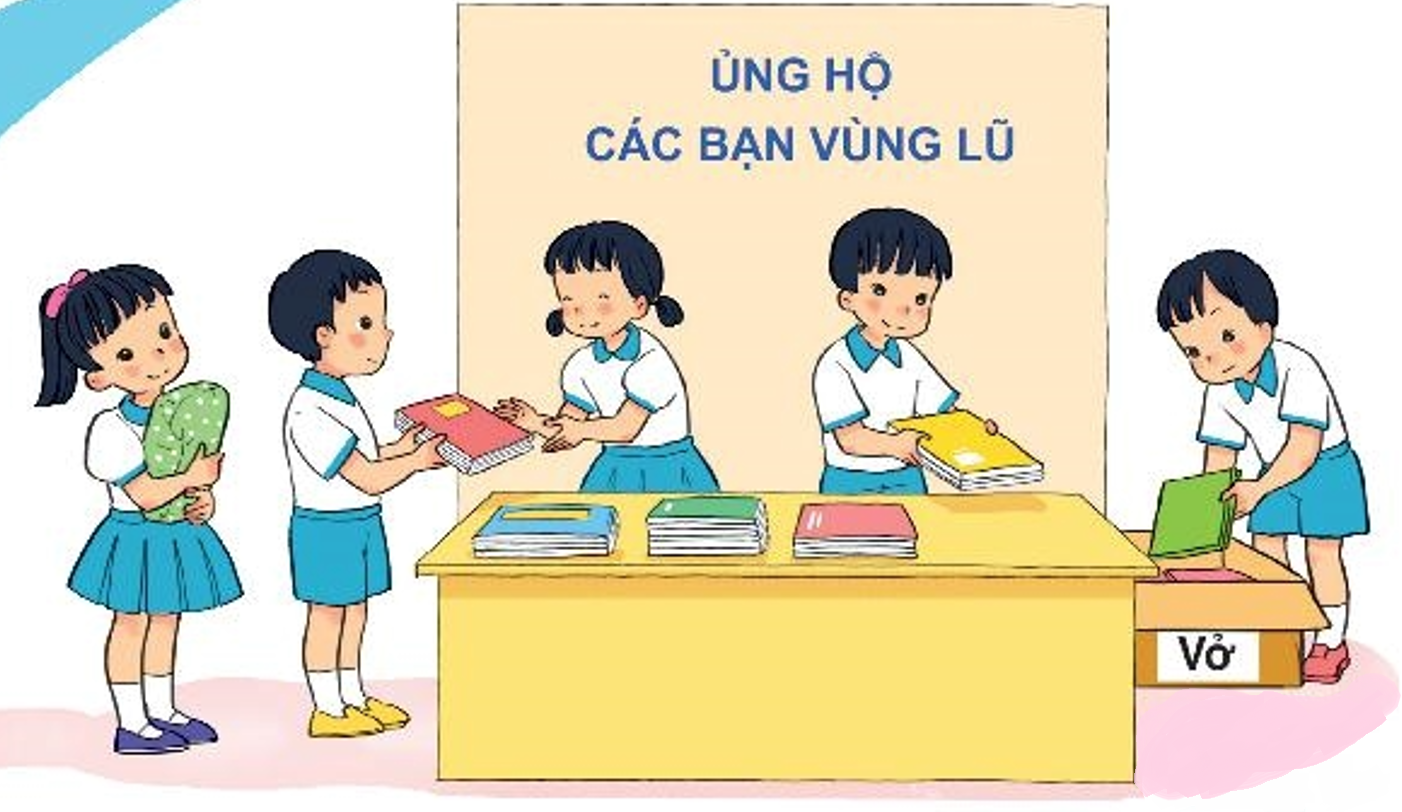 ỦNG HỘ
CÁC BẠN VÙNG LŨ
Vở